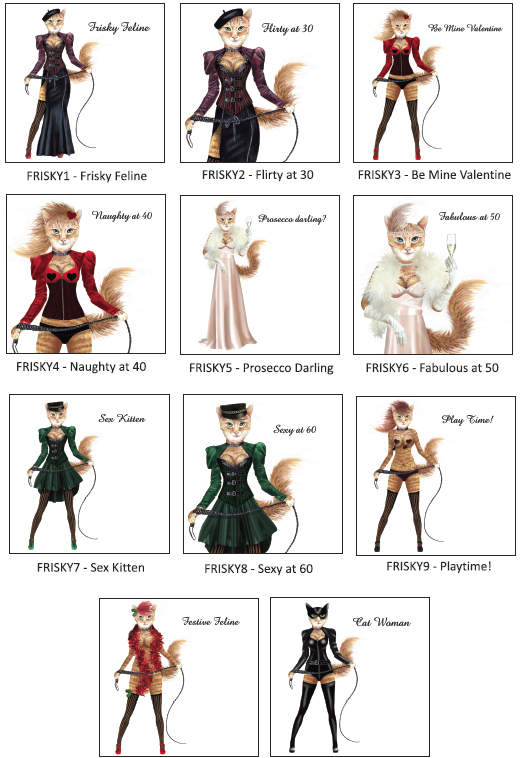 Frisky Feline
Flirty at 30
Be Mine Valentine
FRISKY1 - Frisky Feline
FRISKY2 - Flirty at 30
FRISKY3 - Be Mine Valentine
Naughty at 40
Prosecco darling?
Fabulous at 50
FRISKY4 - Naughty at 40
FRISKY5 - Prosecco Darling
FRISKY6 - Fabulous at 50
Sex Kitten
Sexy at 60
Play Time!
FRISKY7 - Sex Kitten
FRISKY8 - Sexy at 60
FRISKY9 - Playtime!
Festive Feline
Cat Woman